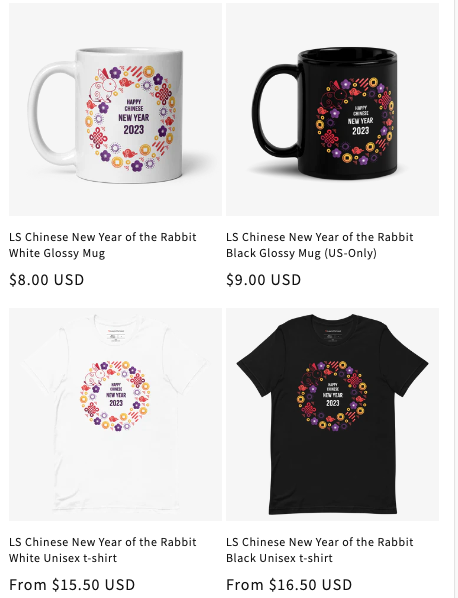 HAPPY
CHINESE
NEW YEAR
2023
HAPPY
CHINESE
NEW YEAR
2023
LS Chinese New Year of the Rabbit
White Glossy Mug
$8.00 USD
LS Chinese New Year of the Rabbit
Black Glossy Mug (US-Only)
$9.00 USD
HAPPY
CHINESE
NEW YEAR
2023
HAPPY
CHINESE
NEW YEAR
2023
LS Chinese New Year of the Rabbit
White Unisex t-shirt
From $15.50 USD
LS Chinese New Year of the Rabbit
Black Unisex t-shirt
From $16.50 USD